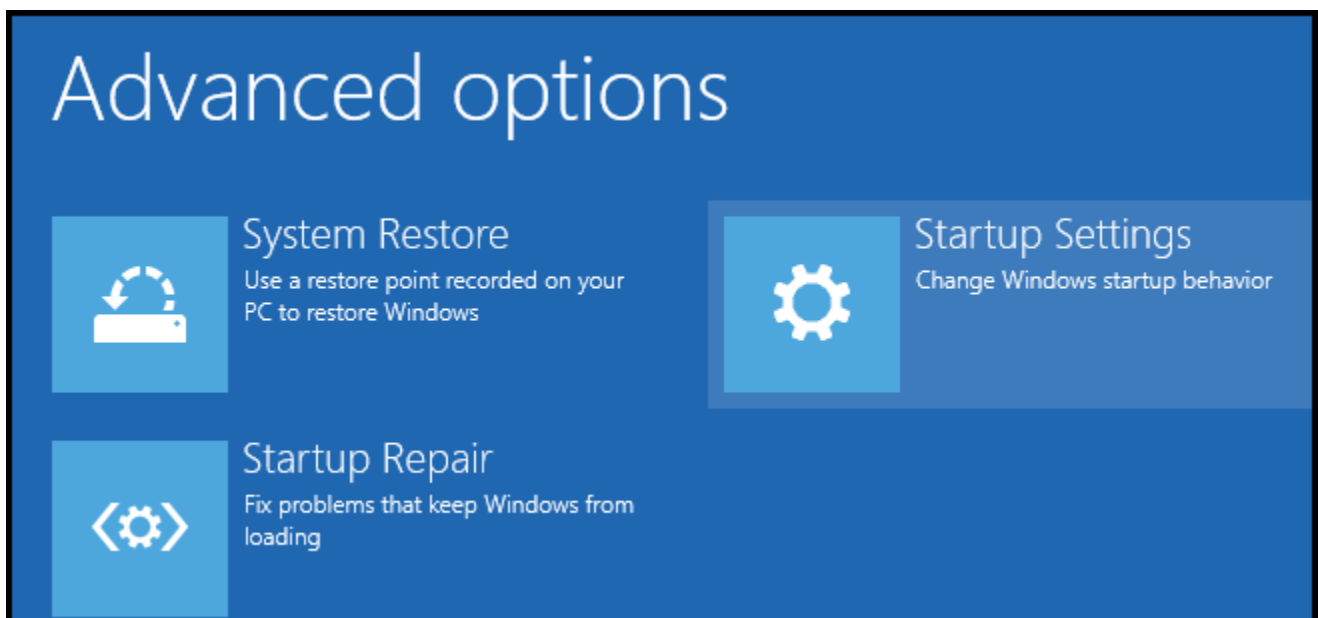 Advanced options
System Restore
Use a restore point recorded on your
PC to restore Windows
Startup Settings
Change Windows startup behavior
Startup Repair
Fix problems that keep Windows from
loading